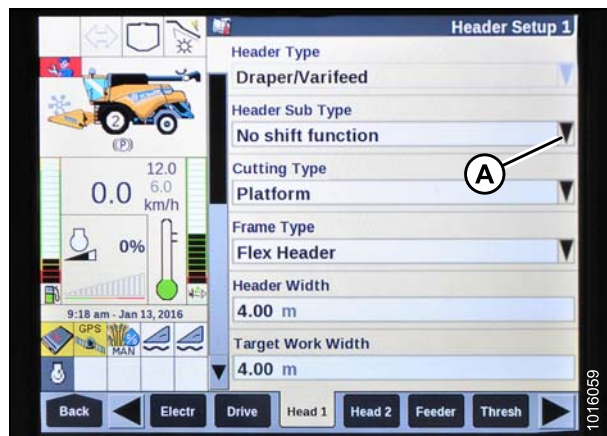 Header Setup 1
Header Type
Draper/Varifeed
Header Sub Type
No shift function
A
Cutting Type
Platform
Frame Type
Flex Header
Header Width
4.00 m
Target Work Width
4.00 m
2
(P)
0.0
12.0
6.0
km/h
0%
9:18 am - Jan 13, 2016
GPS
%
MAN
Back
Electr
Drive
Head 1
Head 2
Feeder
Thresh
1016059